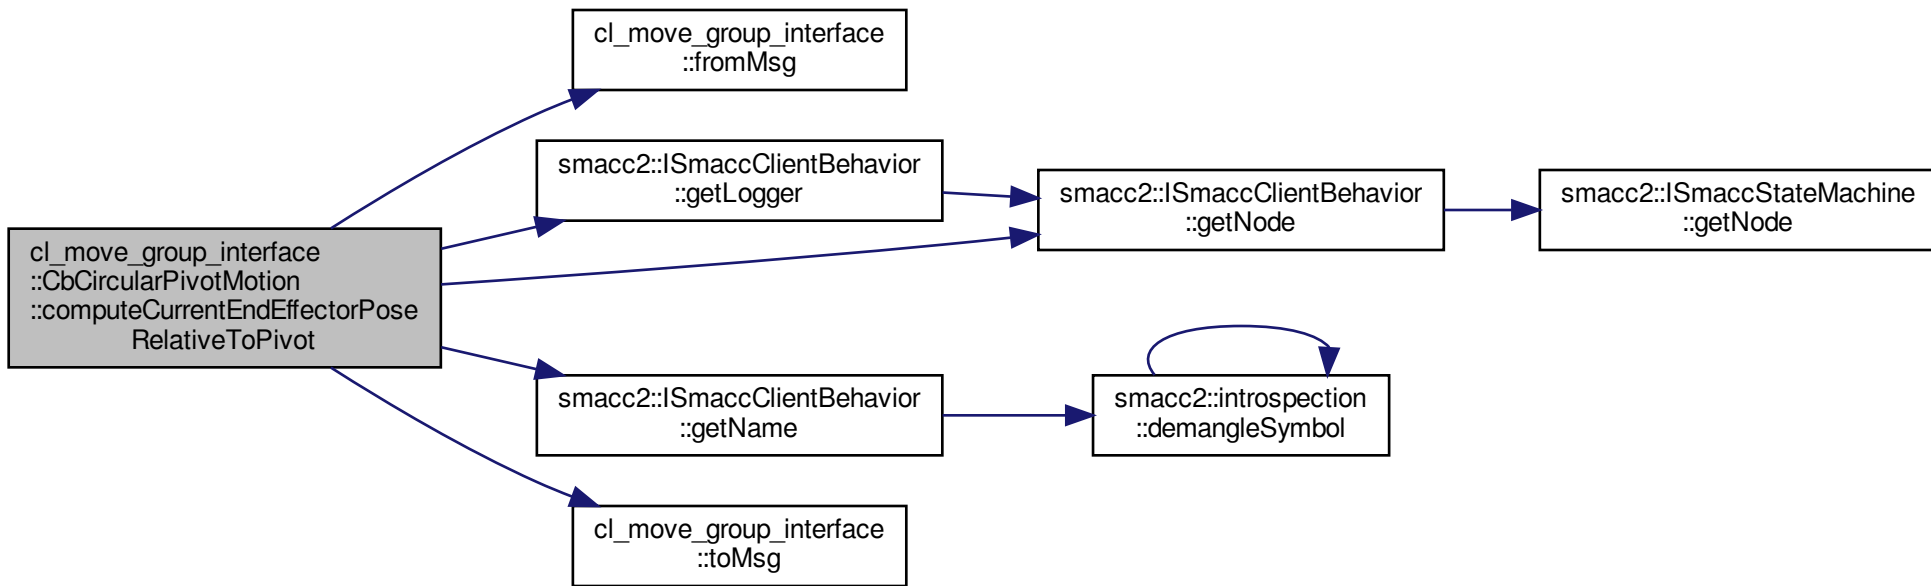 cl_move_group_interface
::CbCircularPivotMotion
::computeCurrentEndEffectorPose
RelativeToPivot
cl_move_group_interface
::fromMsg
smacc2::ISmaccClientBehavior
::getLogger
smacc2::ISmaccClientBehavior
::getNode
smacc2::ISmaccStateMachine
::getNode
smacc2::ISmaccClientBehavior
::getName
smacc2::introspection
::demangleSymbol
cl_move_group_interface
::toMsg